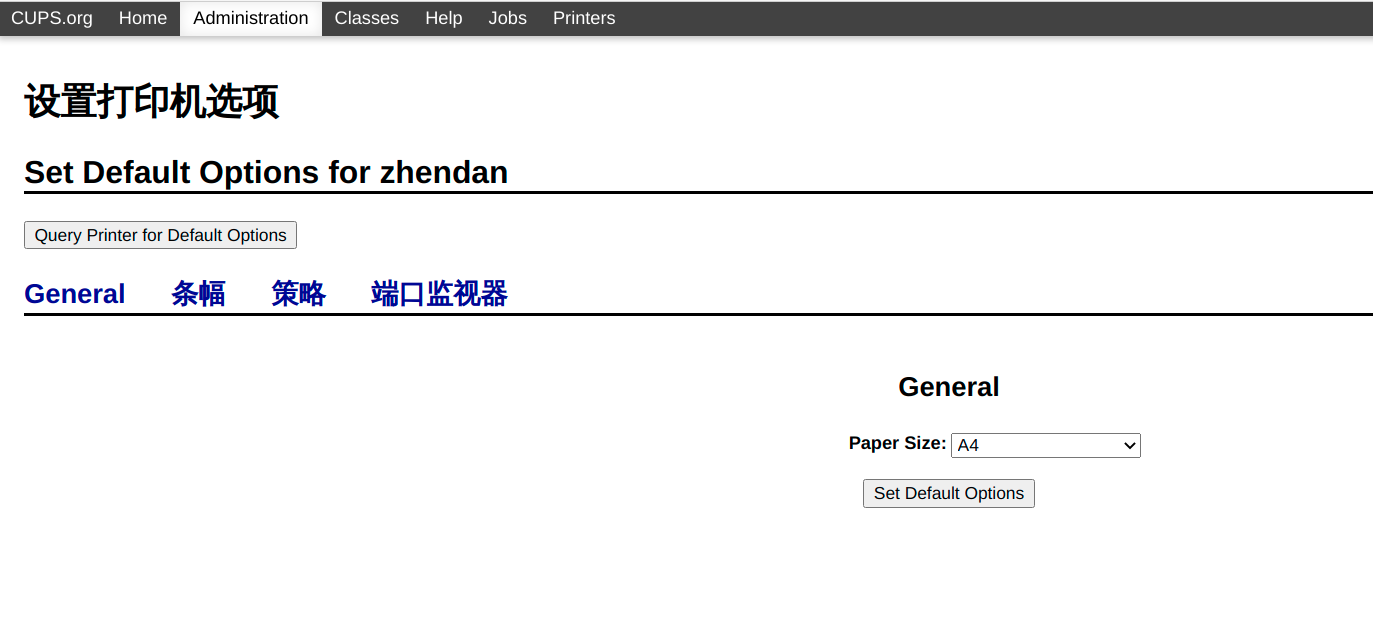 CUPS.org Home Administration Classes Help Jobs Printers
设置打印机选项
Set Default Options for zhendan
Query Printer for Default Options
General 条幅 策略 端口监视器
General
Paper Size: A4
Set Default Options